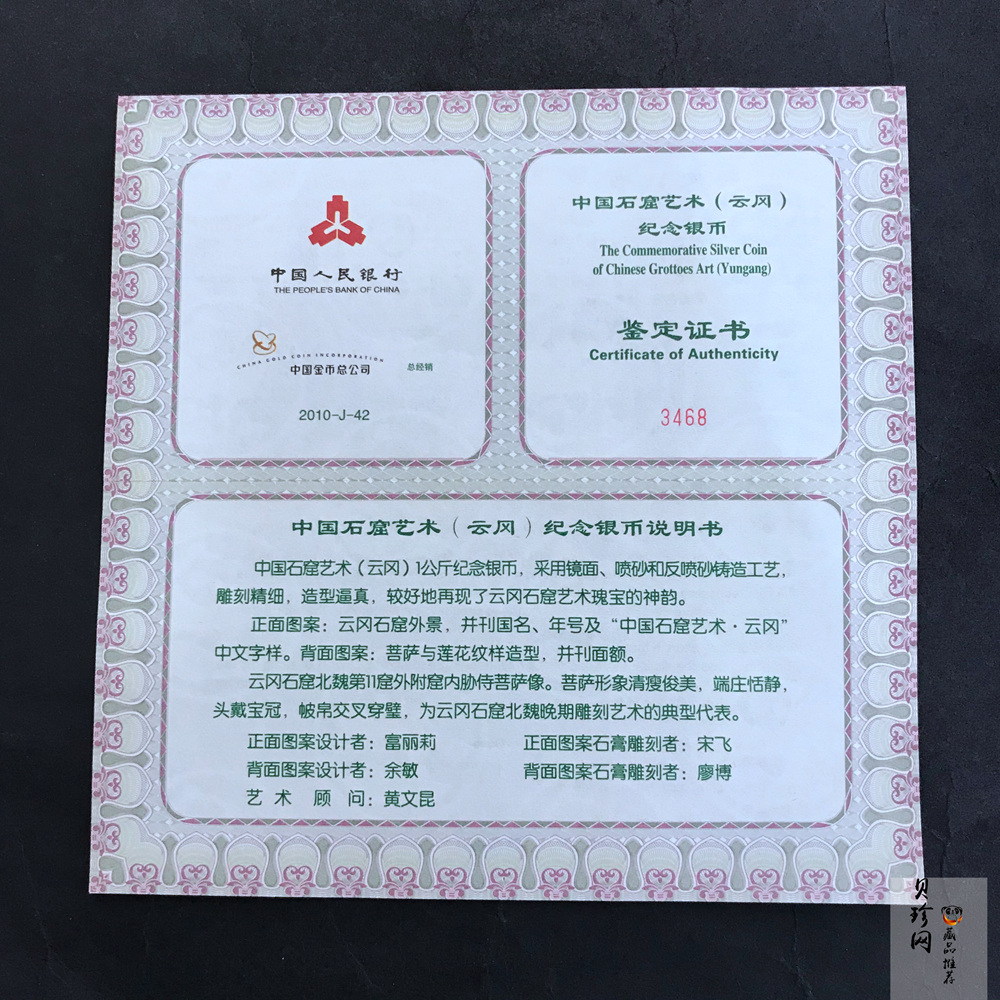 中国人民银行
THE PEOPLE'S BANK OF CHINA
CHINA GOLD COIN INCORPORATION
中国金币总公司 总经销
2010-J-42
中国石窟艺术（云冈）
纪念银币
The Commemorative Silver Coin
of Chinese Grottoes Art (Yungang)
鉴定证书
Certificate of Authenticity
3468
中国石窟艺术（云冈）纪念银币说明书
中国石窟艺术（云冈）1公斤纪念银币，采用镜面、喷砂和反喷砂铸造工艺，
雕刻精细，造型逼真，较好地再现了云冈石窟艺术瑰宝的神韵。
正面图案：云冈石窟外景，并刊国名、年号及“中国石窟艺术·云冈”
中文字样。背面图案：菩萨与莲花纹样造型，并刊面额。
云冈石窟北魏第11窟外附窟内胁侍菩萨像。菩萨形象清瘦俊美，端庄恬静，
头戴宝冠，帔帛交叉穿璧，为云冈石窟北魏晚期雕刻艺术的典型代表。
正面图案设计者：富丽莉 正面图案石膏雕刻者：宋飞
背面图案设计者：余敏 背面图案石膏雕刻者：廖博
艺术顾问：黄文昆
贝珍网
藏品推荐